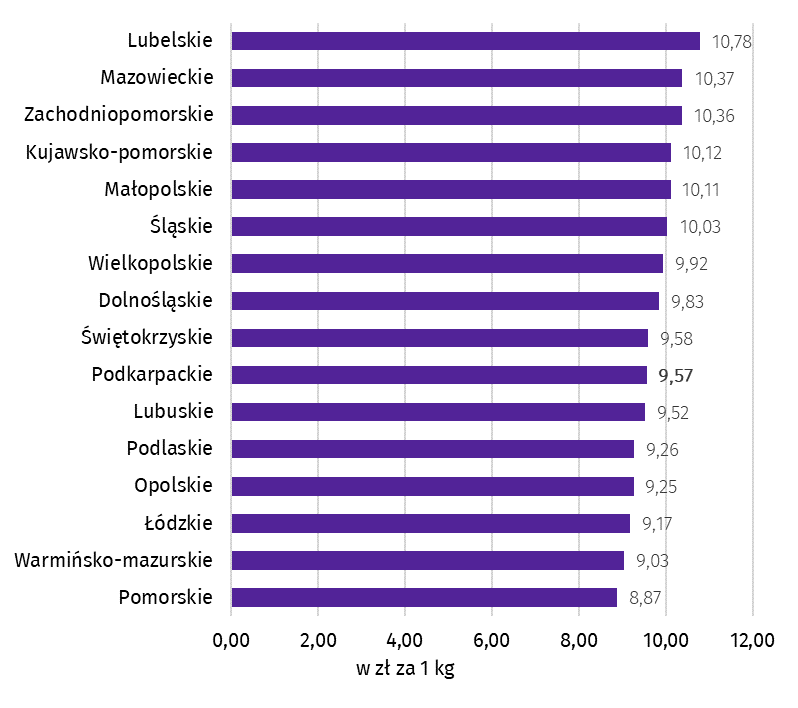 Lubelskie 10,78
Mazowieckie 10,37
Zachodniopomorskie 10,36
Kujawsko-pomorskie 10,12
Małopolskie 10,11
Śląskie 10,03
Wielkopolskie 9,92
Dolnośląskie 9,83
Świętokrzyskie 9,58
Podkarpackie 9,57
Lubuskie 9,52
Podlaskie 9,26
Opolskie 9,25
Łódzkie 9,17
Warmińsko-mazurskie 9,03
Pomorskie 8,87
0,00 2,00 4,00 6,00 8,00 10,00 12,00
w zł za 1 kg